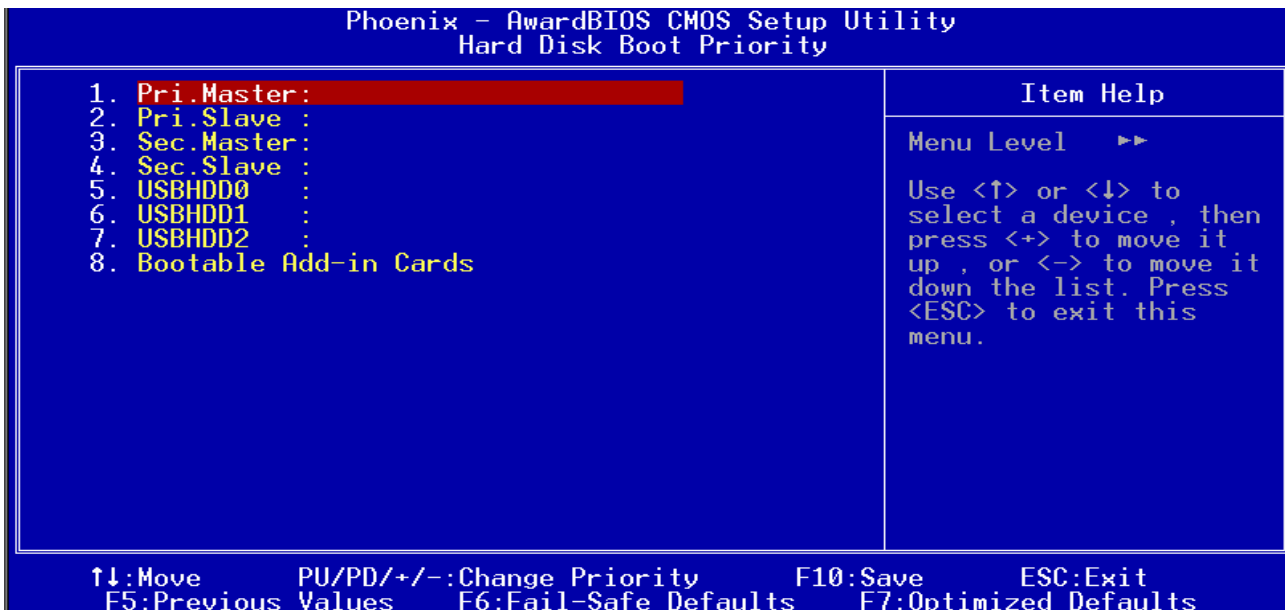 Phoenix - AwardBIOS CMOS Setup Utility
Hard Disk Boot Priority
1. Pri.Master:
2. Pri.Slave :
3. Sec.Master:
4. Sec.Slave :
5. USBHDD0   :
6. USBHDD1   :
7. USBHDD2   :
8. Bootable Add-in Cards
Item Help
Menu Level   ►►
Use <↑> or <↓> to
select a device , then
press <+> to move it
up , or <-> to move it
down the list. Press
<ESC> to exit this
menu.
↑↓:Move   PU/PD/+/-:Change Priority   F10:Save   ESC:Exit
F5:Previous Values   F6:Fail-Safe Defaults   F7:Optimized Defaults